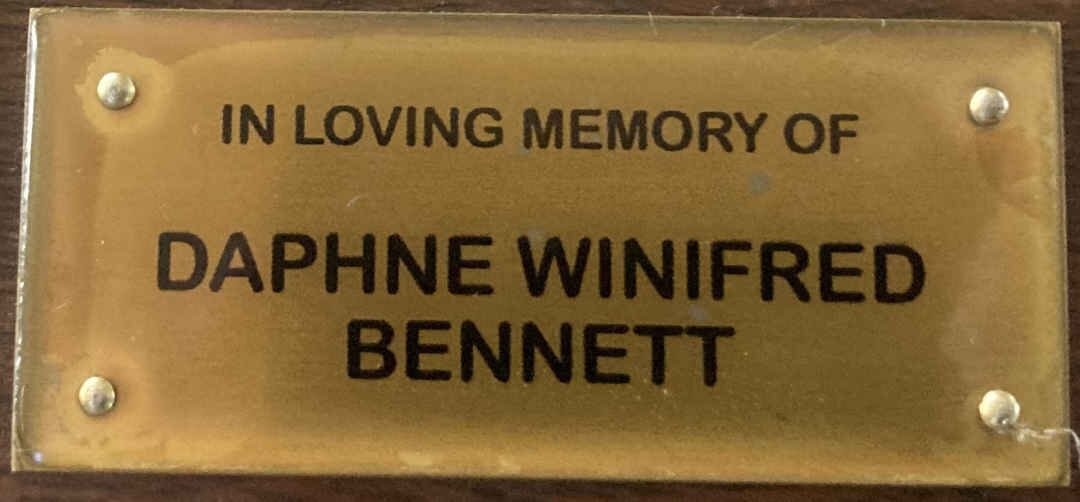 IN LOVING MEMORY OF
DAPHNE WINIFRED
BENNETT